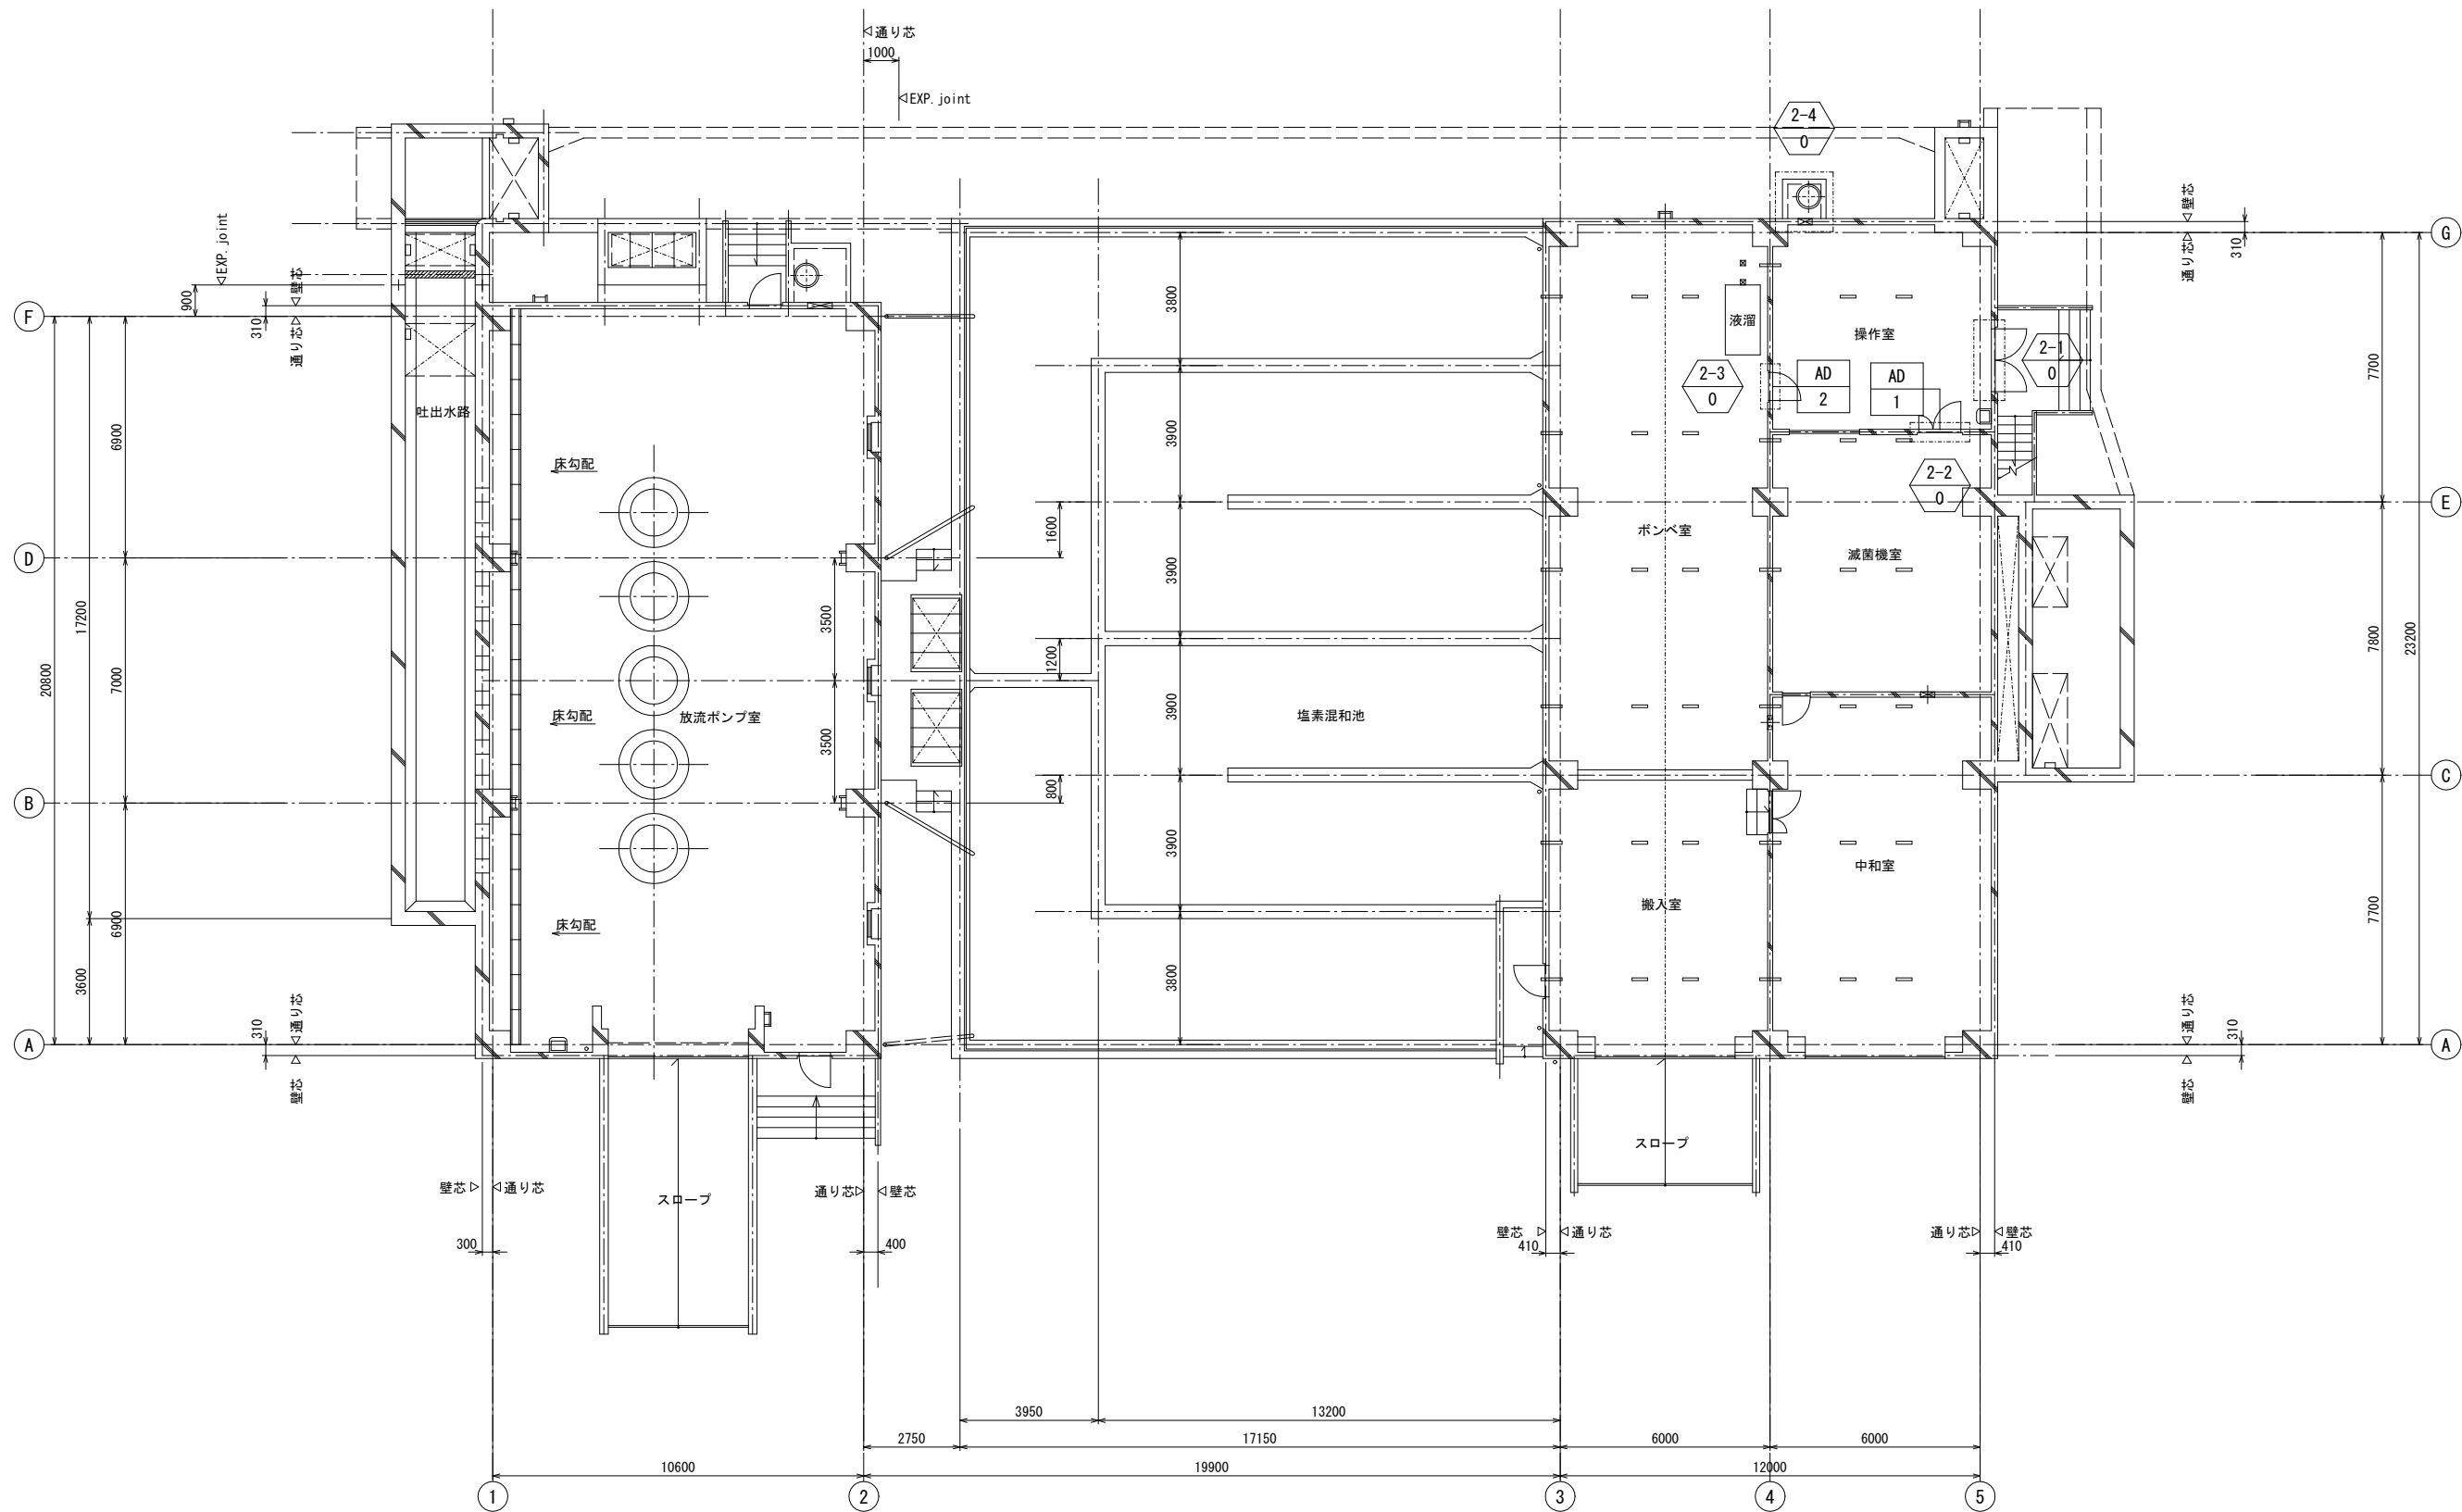 通り芯
1000
EXP. joint
2-4
0
壁芯
310
通り芯
G
EXP. joint
900
壁芯
310
通り芯
F
3800
液溜
操作室
2-3
0
AD
2
AD
1
2-1
0
7700
吐出水路
6900
3900
床勾配
2-2
0
E
1600
ボンベ室
滅菌機室
D
3500
3900
17200
20800
7000
1200
7800
23200
床勾配
放流ポンプ室
3500
3900
塩素混和池
C
B
800
3900
中和室
搬入室
7700
6900
床勾配
3600
3800
通り芯
310
壁芯
A
通り芯
310
壁芯
A
スロープ
壁芯
通り芯
通り芯
壁芯
スロープ
壁芯
通り芯
通り芯
壁芯
300
400
410
410
3950
13200
2750
17150
6000
6000
10600
19900
12000
1
2
3
4
5